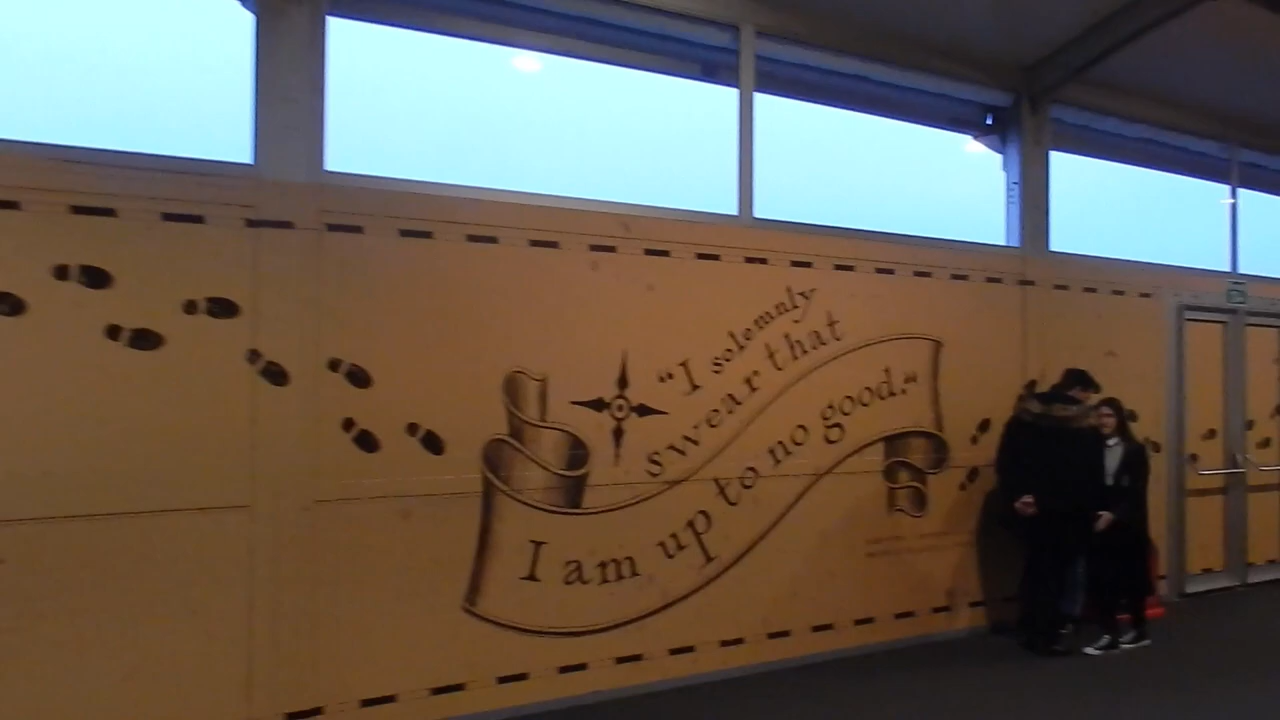 “I solemnly
swear that
I am up to no good.“